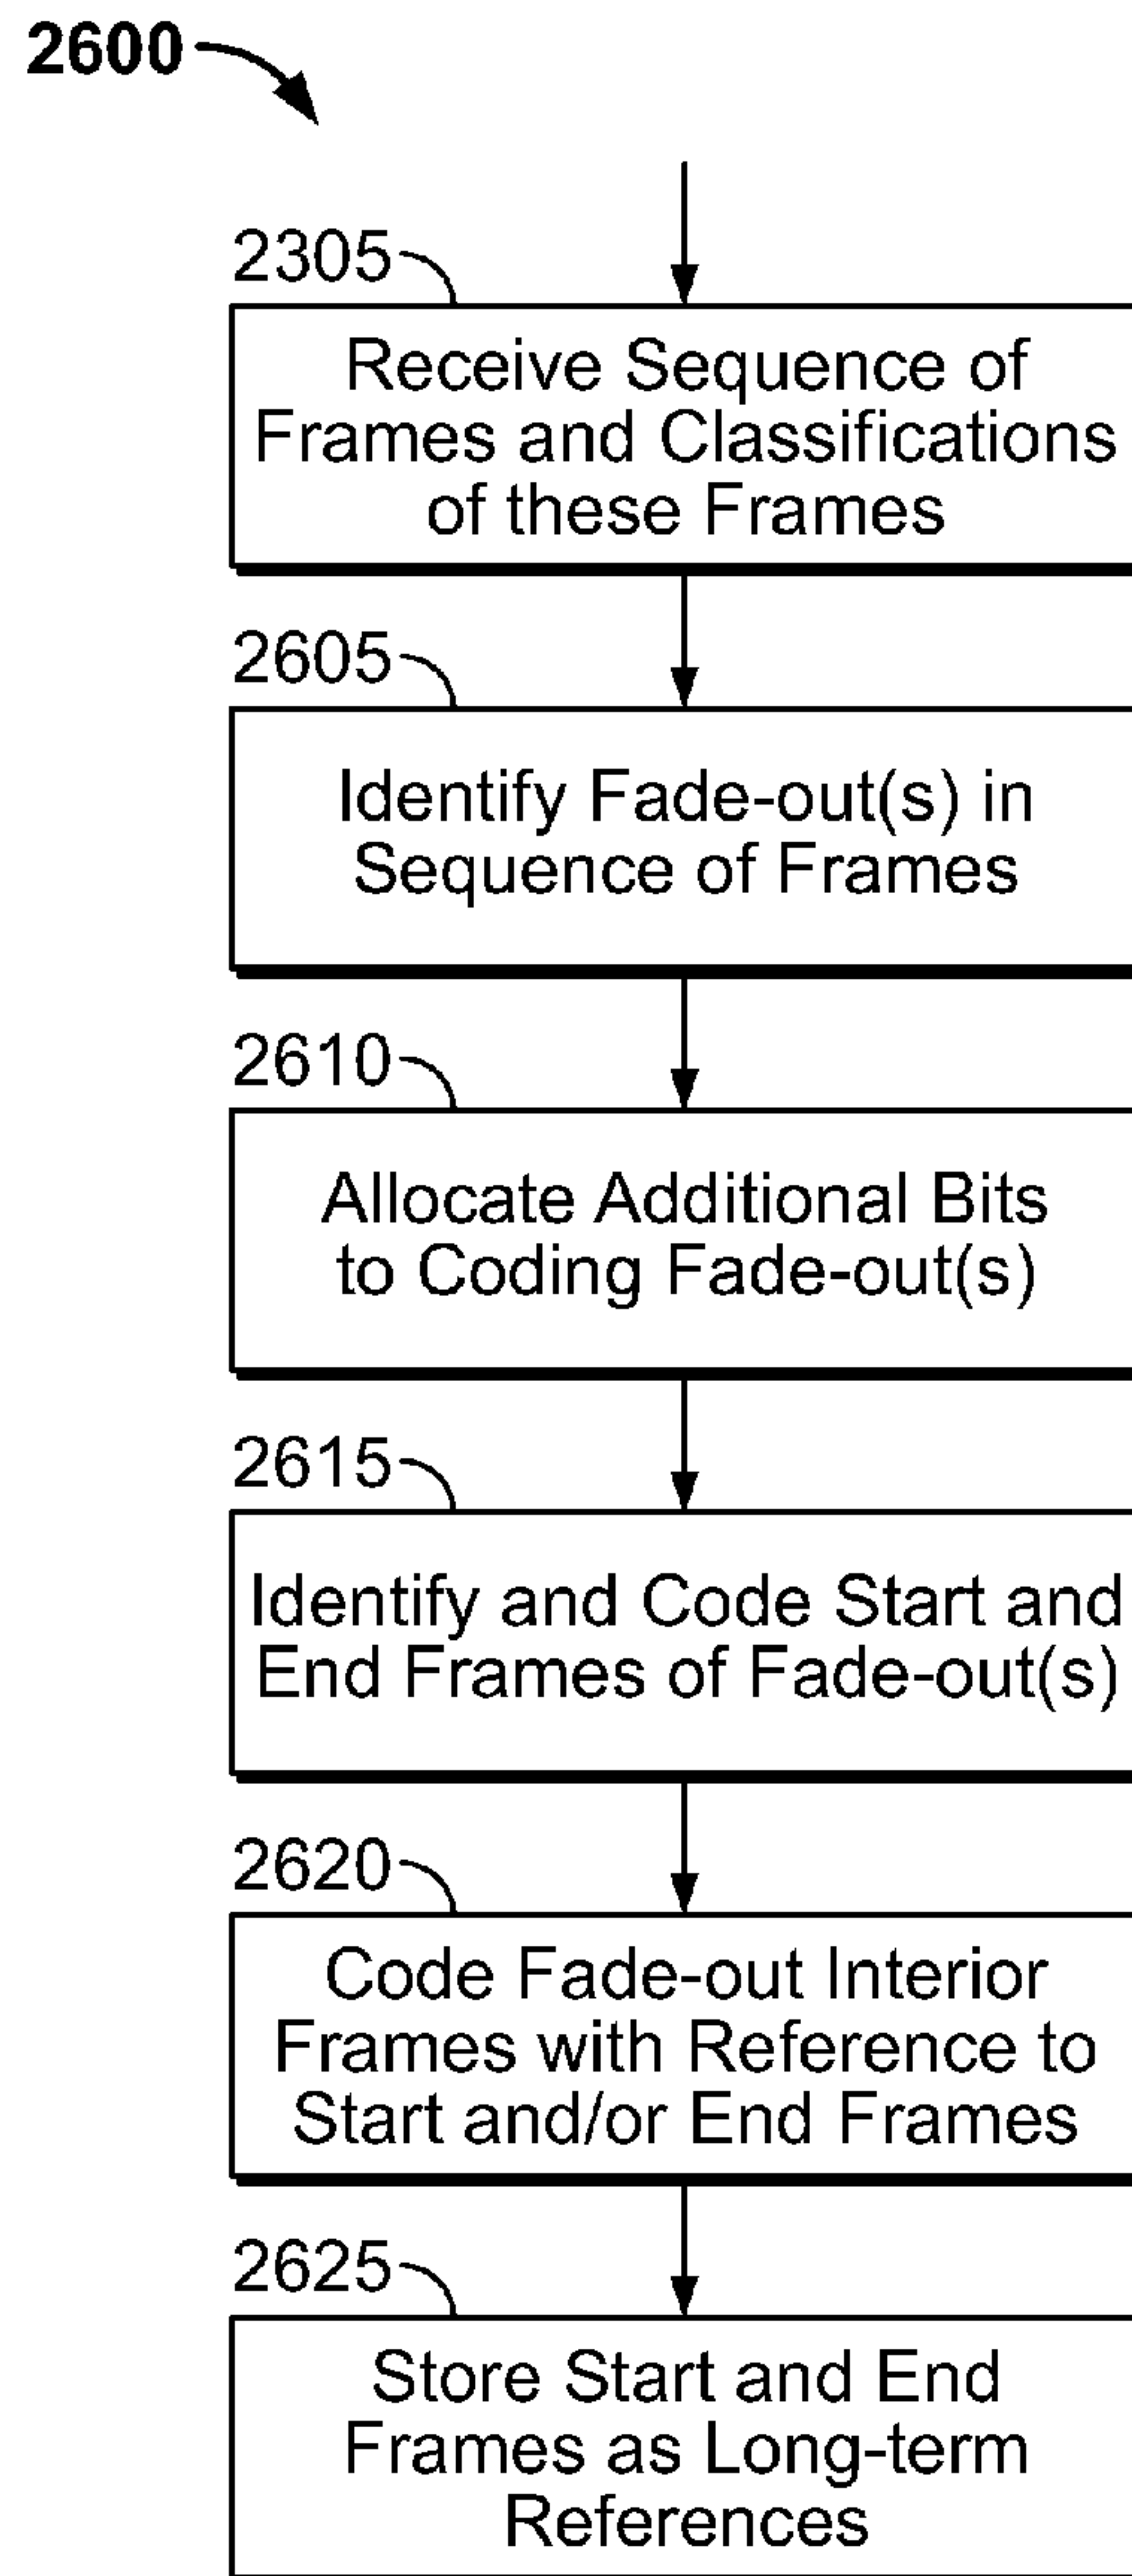 2600
2305
Receive Sequence of
Frames and Classifications
of these Frames
2605
Identify Fade-out(s) in
Sequence of Frames
2610
Allocate Additional Bits
to Coding Fade-out(s)
2615
Identify and Code Start and
End Frames of Fade-out(s)
2620
Code Fade-out Interior
Frames with Reference to
Start and/or End Frames
2625
Store Start and End
Frames as Long-term
References